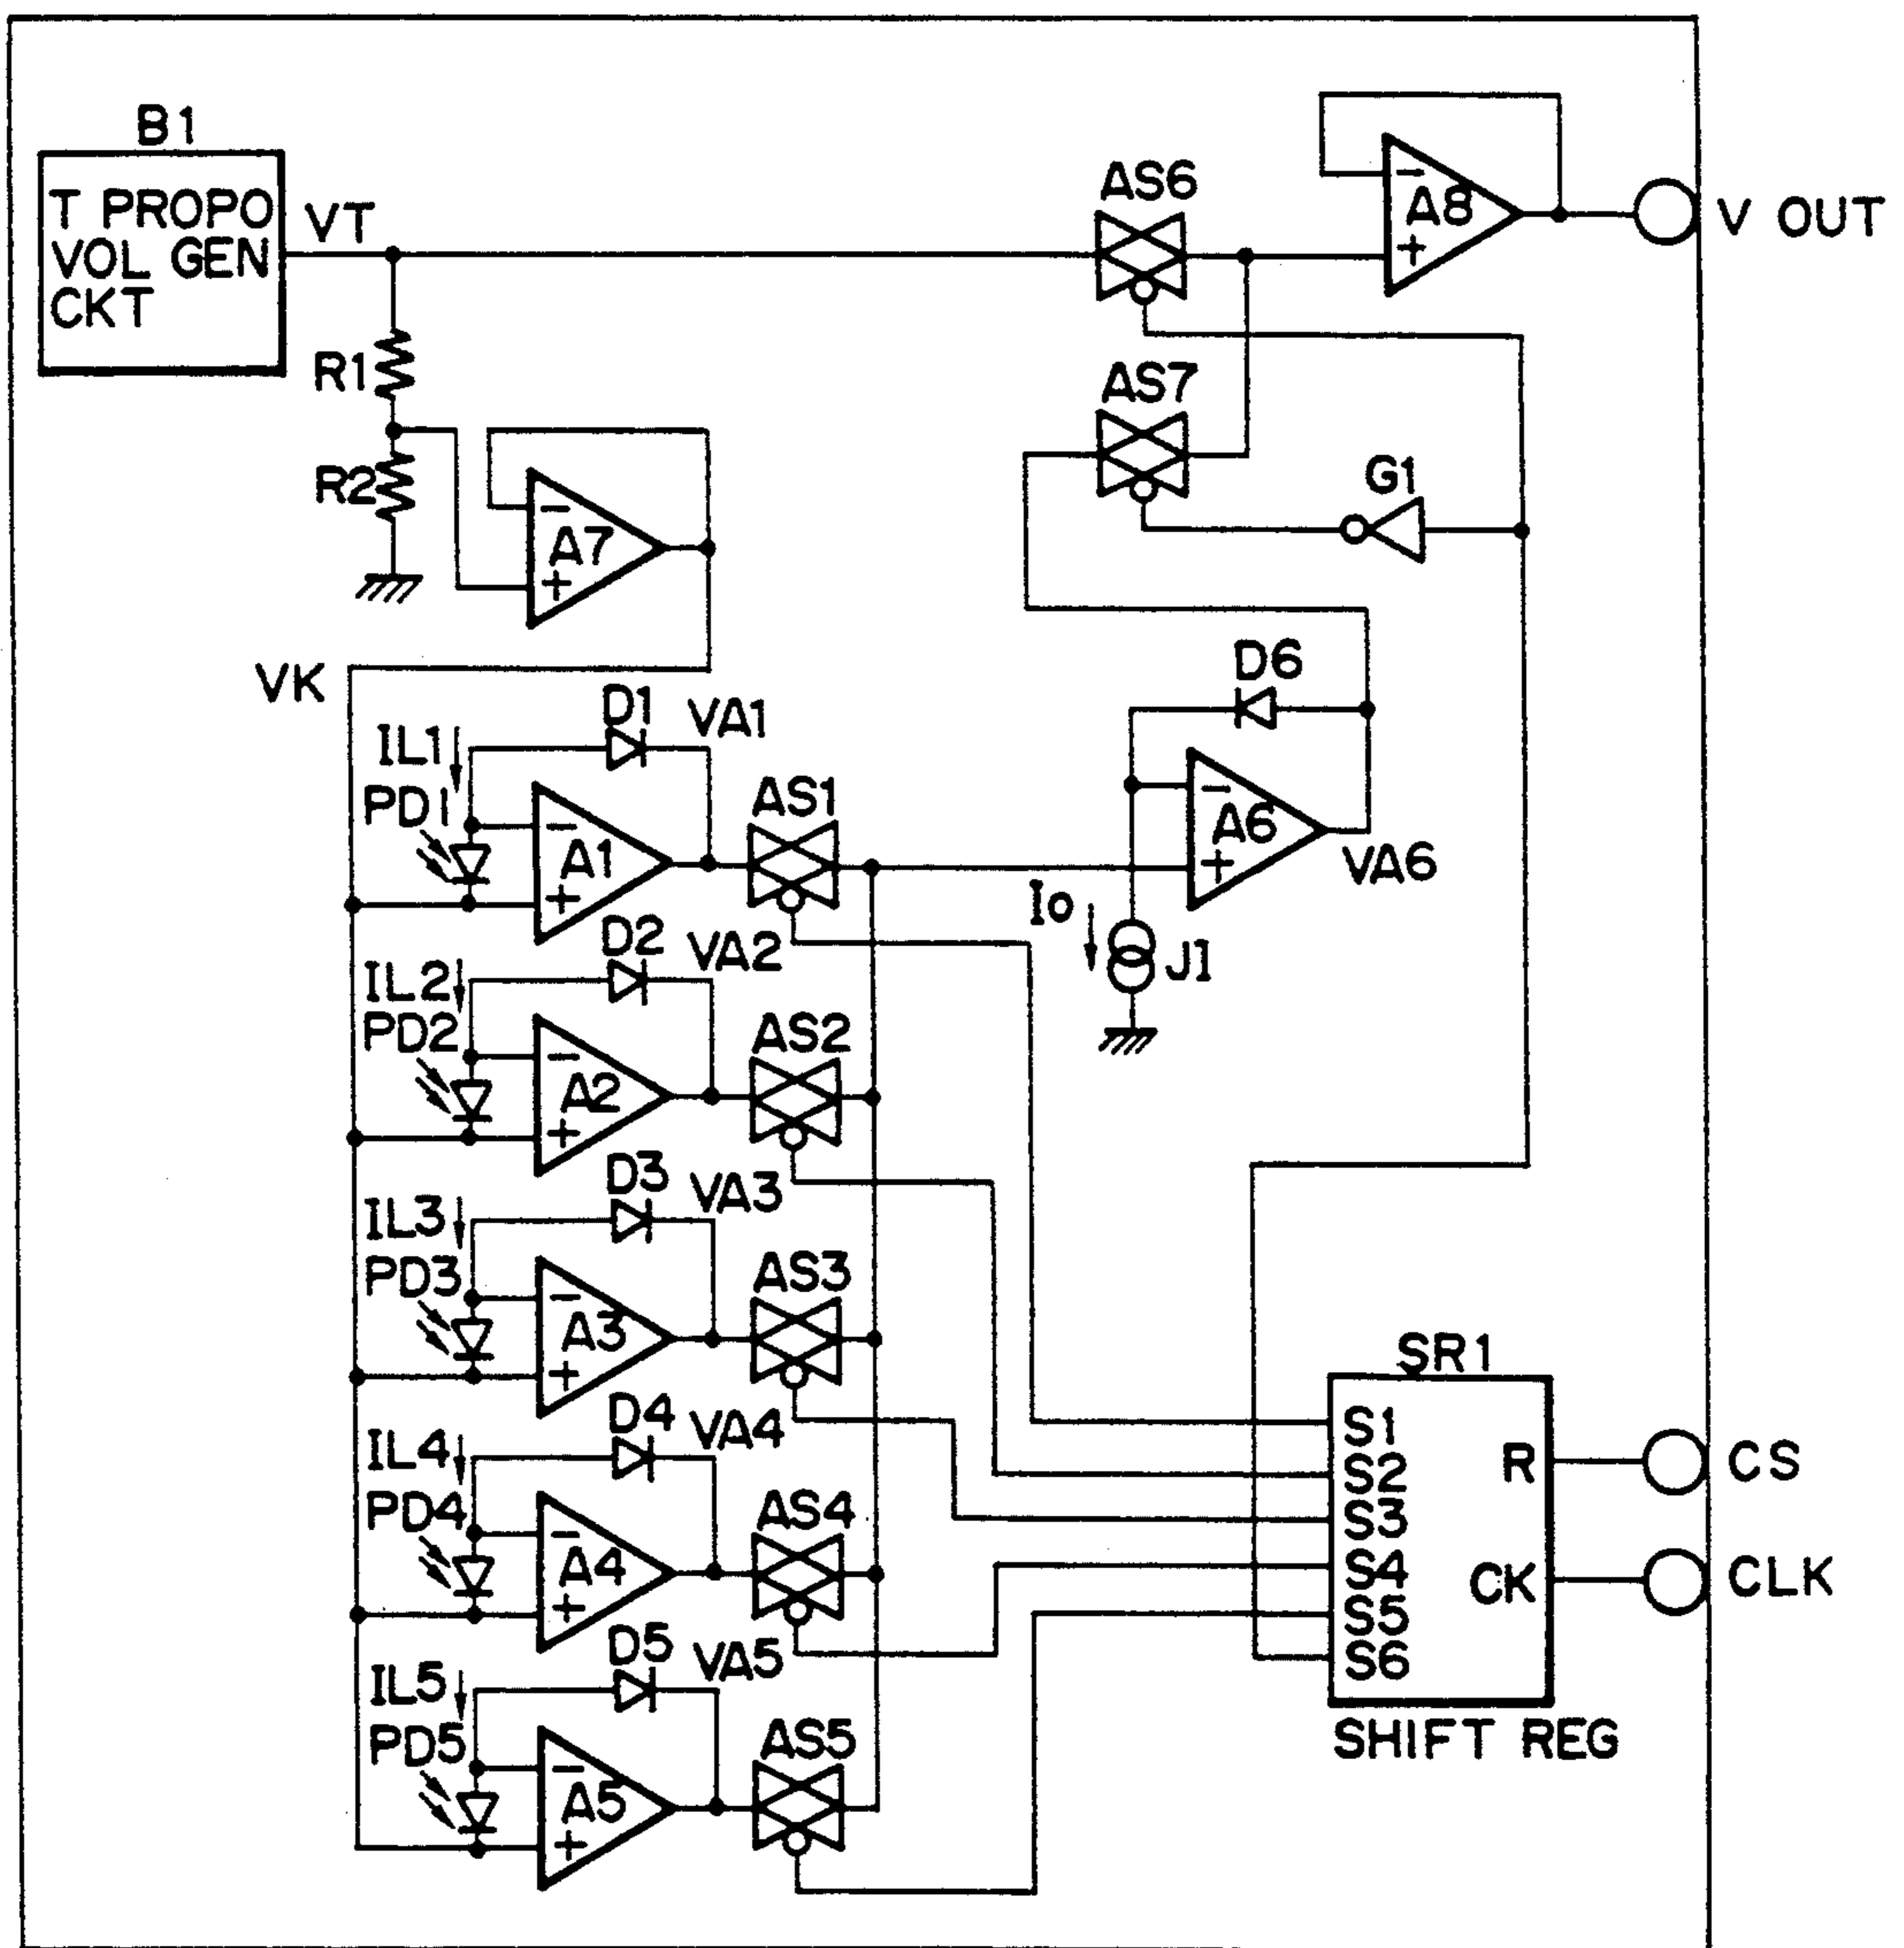 B1
T PROPO
VOL GEN
CKT
VT
R1
R2
−
A7
+
VK
AS6
−
A8
+
V OUT
AS7
G1
D6
−
A6
+
VA6
Io
J1
D1
VA1
IL1
PD1
−
A1
+
AS1
D2
VA2
IL2
PD2
−
A2
+
AS2
D3
VA3
IL3
PD3
−
A3
+
AS3
D4
VA4
IL4
PD4
−
A4
+
AS4
D5
VA5
IL5
PD5
−
A5
+
AS5
SR1
S1
S2
S3
S4
S5
S6
R
CK
CS
CLK
SHIFT REG